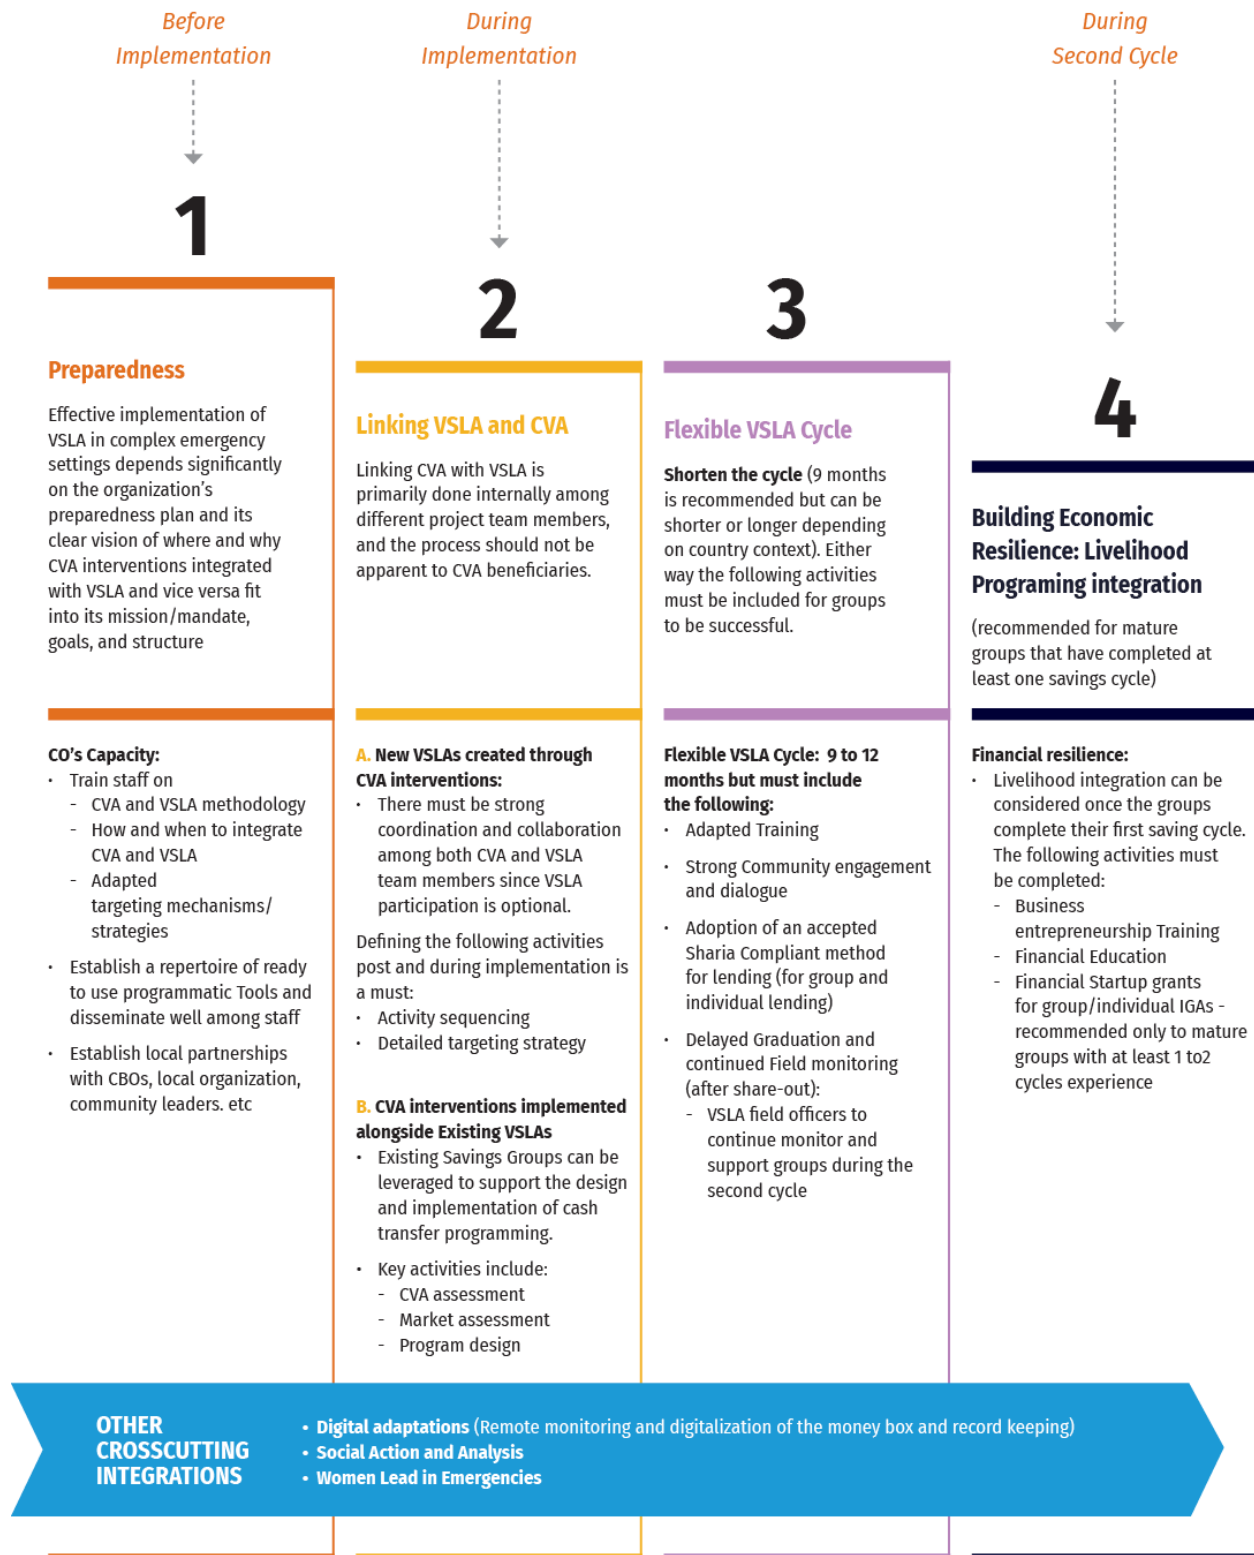 Before
Implementation
During
Implementation
During
Second Cycle
1
Preparedness
Effective implementation of
VSLA in complex emergency
settings depends significantly
on the organization's
preparedness plan and its
clear vision of where and why
CVA interventions integrated
with VSLA and vice versa fit
into its mission/mandate,
goals, and structure
CO's Capacity:
• Train staff on
- CVA and VSLA methodology
- How and when to integrate
CVA and VSLA
- Adapted
targeting mechanisms/
strategies
• Establish a repertoire of ready
to use programmatic Tools and
disseminate well among staff
• Establish local partnerships
with CBOs, local organization,
community leaders. etc
2
Linking VSLA and CVA
Linking CVA with VSLA is
primarily done internally among
different project team members,
and the process should not be
apparent to CVA beneficiaries.
A. New VSLAs created through
CVA interventions:
• There must be strong
coordination and collaboration
among both CVA and VSLA
team members since VSLA
participation is optional.
Defining the following activities
post and during implementation is
a must:
• Activity sequencing
• Detailed targeting strategy
B. CVA interventions implemented
alongside Existing VSLAs
• Existing Savings Groups can be
leveraged to support the design
and implementation of cash
transfer programming.
• Key activities include:
- CVA assessment
- Market assessment
- Program design
3
Flexible VSLA Cycle
Shorten the cycle (9 months
is recommended but can be
shorter or longer depending
on country context). Either
way the following activities
must be included for groups
to be successful.
Flexible VSLA Cycle: 9 to 12
months but must include
the following:
• Adapted Training
• Strong Community engagement
and dialogue
• Adoption of an accepted
Sharia Compliant method
for lending (for group and
individual lending)
• Delayed Graduation and
continued Field monitoring
(after share-out):
- VSLA field officers to
continue monitor and
support groups during the
second cycle
4
Building Economic
Resilience: Livelihood
Programing integration
(recommended for mature
groups that have completed at
least one savings cycle)
Financial resilience:
• Livelihood integration can be
considered once the groups
complete their first saving cycle.
The following activities must
be completed:
- Business
entrepreneurship Training
- Financial Education
- Financial Startup grants
for group/individual IGAs -
recommended only to mature
groups with at least 1 to2
cycles experience
OTHER
CROSSCUTTING
INTEGRATIONS
• Digital adaptations (Remote monitoring and digitalization of the money box and record keeping)
• Social Action and Analysis
• Women Lead in Emergencies